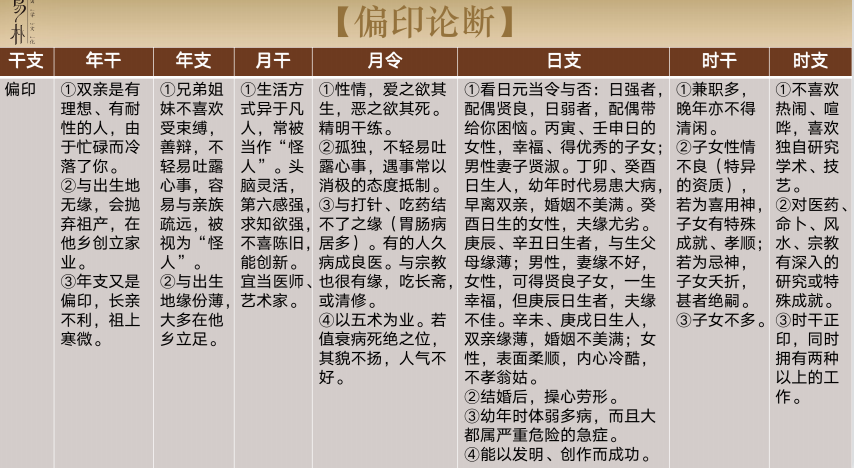 易朴
【偏印论断】
干支
年干
年支
月干
月令
日支
时干
时支
偏印
①双亲是有
理想、有耐
性的人，由
于忙碌而冷
落了你。
②与出生地
无缘，会抛
弃祖产，在
他乡创立家
业。
③年支又是
偏印，长亲
不利，祖上
寒微。
①兄弟姐
妹不喜欢
受束缚，
善辩，不
轻易吐露
心事，容
易与亲族
疏远，被
视为“怪
人”。
②与出生
地缘份薄，
大多在他
乡立足。
①生活方
式异于凡
人，常被
当作“怪
人”。头
脑灵活，
第六感强，
求知欲强，
不喜陈旧，
能创新。
宜当医师、
艺术家。
①性情，爱之欲其
生，恶之欲其死。
精明干练。
②孤独，不轻易吐
露心事，遇事常以
消极的态度抵制。
③与打针、吃药结
不了之缘（胃肠病
居多）。有的人久
病成良医。与宗教
也很有缘，吃长斋，
或清修。
④以五术为业。若
值衰病死绝之位，
其貌不扬，人气不
好。
①看日元当令与否：日强者，
配偶贤良，日弱者，配偶带
给你困恼。丙寅、壬申日的
女性，幸福、得优秀的子女；
男性妻子贤淑。丁卯、癸酉
日生人，幼年时代易患大病，
早离双亲，婚姻不美满。癸
酉日生的女性，夫缘尤劣。
庚辰、辛丑日生者，与生父
母缘薄；男性，妻缘不好，
女性，可得贤良子女，一生
幸福，但庚辰日生者，夫缘
不佳。辛未、庚戌日生人，
双亲缘薄，婚姻不美满；女
性，表面柔顺，内心冷酷，
不孝翁姑。
②结婚后，操心劳形。
③幼年时体弱多病，而且大
都属严重危险的急症。
④能以发明、创作而成功。
①兼职多，
晚年亦不得
清闲。
②子女性情
不良（特异
的资质），
若为喜用神，
子女有特殊
成就、孝顺；
若为忌神，
子女夭折，
甚者绝嗣。
③子女不多。
①不喜欢
热闹、喧
哗，喜欢
独自研究
学术、技
艺。
②对医药、
命卜、风
水、宗教
有深入的
研究或特
殊成就。
③时干正
印，同时
拥有两种
以上的工
作。